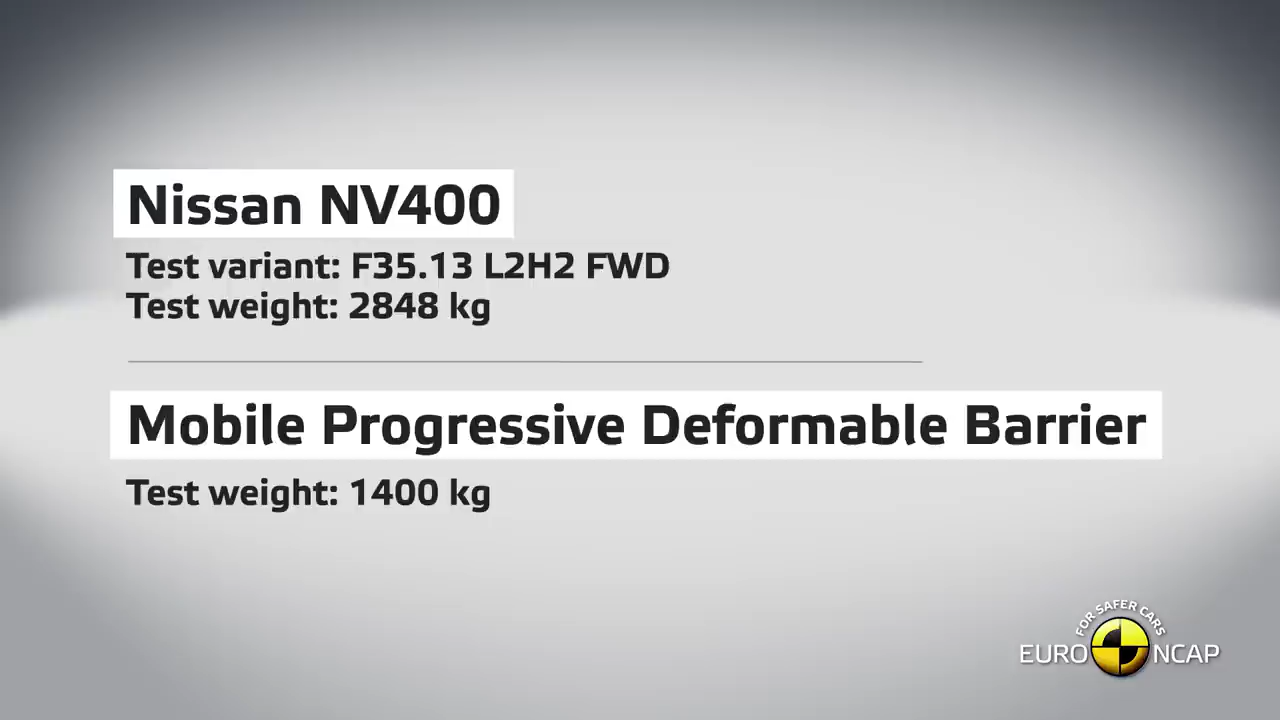 Nissan NV400
Test variant: F35.13 L2H2 FWD
Test weight: 2848 kg
Mobile Progressive Deformable Barrier
Test weight: 1400 kg
FOR SAFER CARS
EURO NCAP